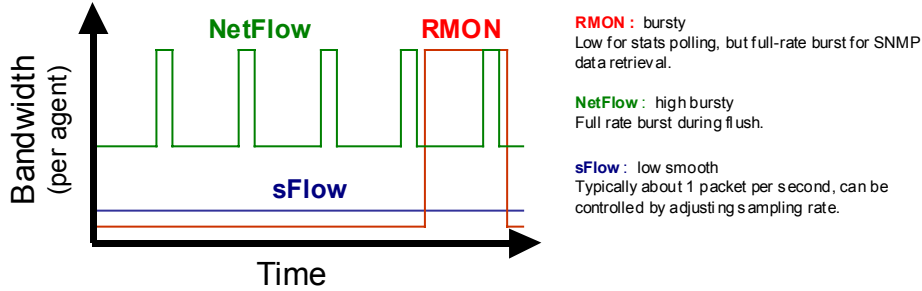 NetFlow
RMON
Bandwidth
(per agent)
sFlow
Time
RMON : bursty
Low for stats polling, but full-rate burst for SNMP
data retrieval.
NetFlow : high bursty
Full rate burst during flush.
sFlow : low smooth
Typically about 1 packet per second, can be
controlled by adjusting sampling rate.